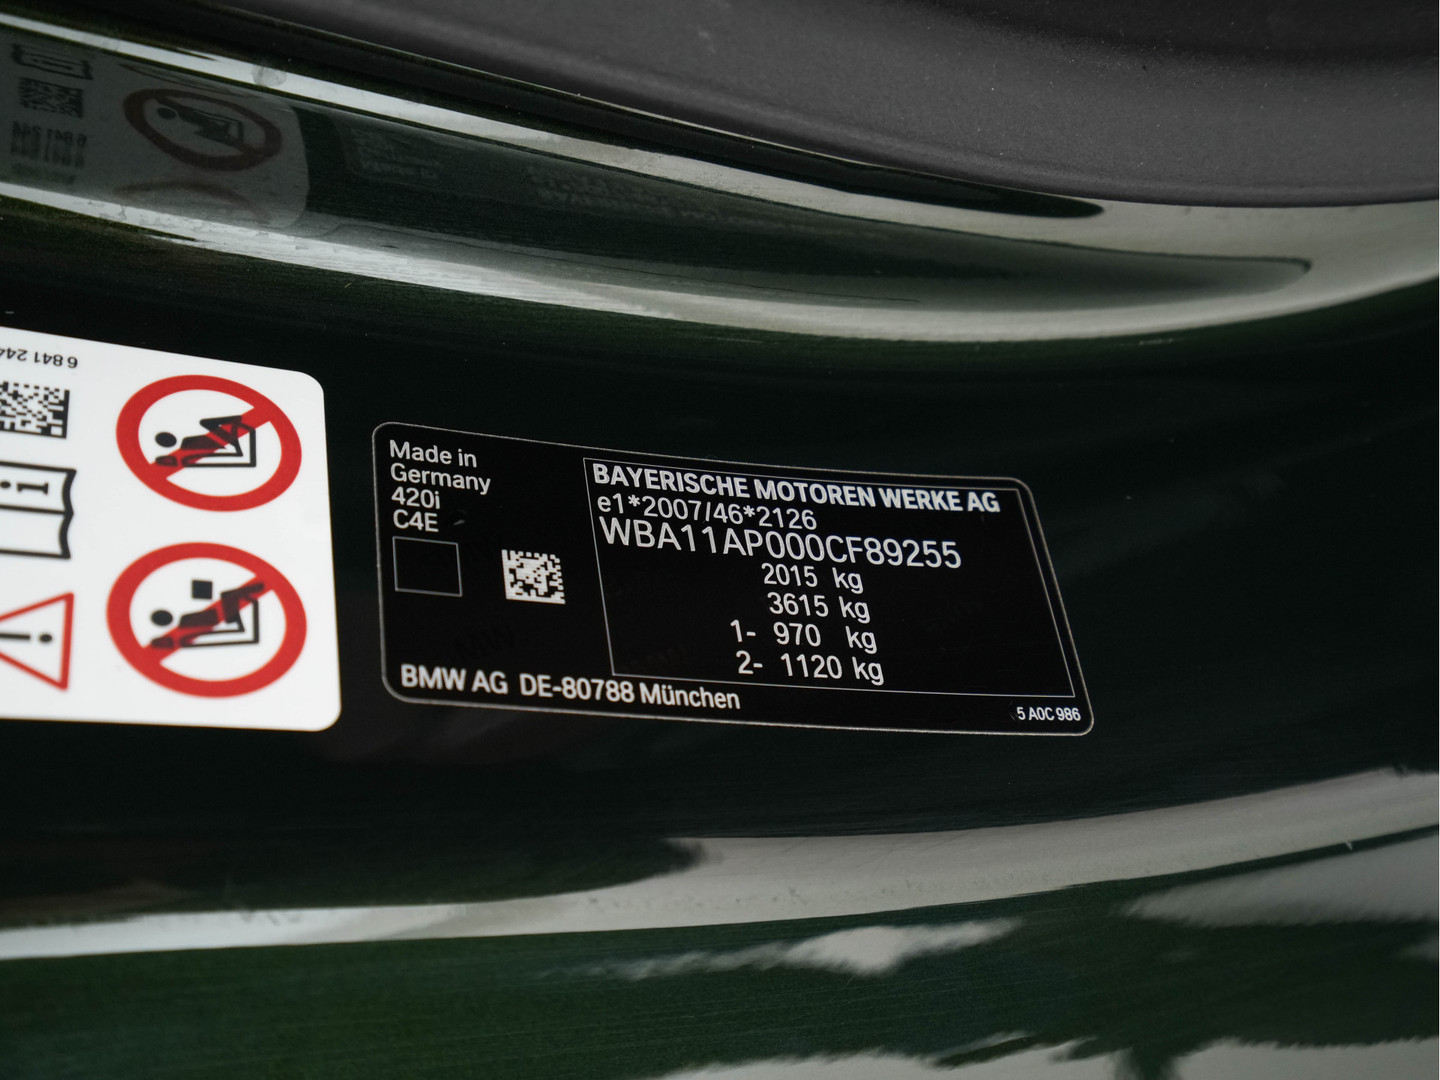 6 841 244
Made in
Germany
420i
C4E
BAYERISCHE MOTOREN WERKE AG
e1*2007/46*2126
WBA11AP000CF89255
2015 kg
3615 kg
1- 970 kg
2- 1120 kg
BMW AG DE-80788 München
5 A0C 986